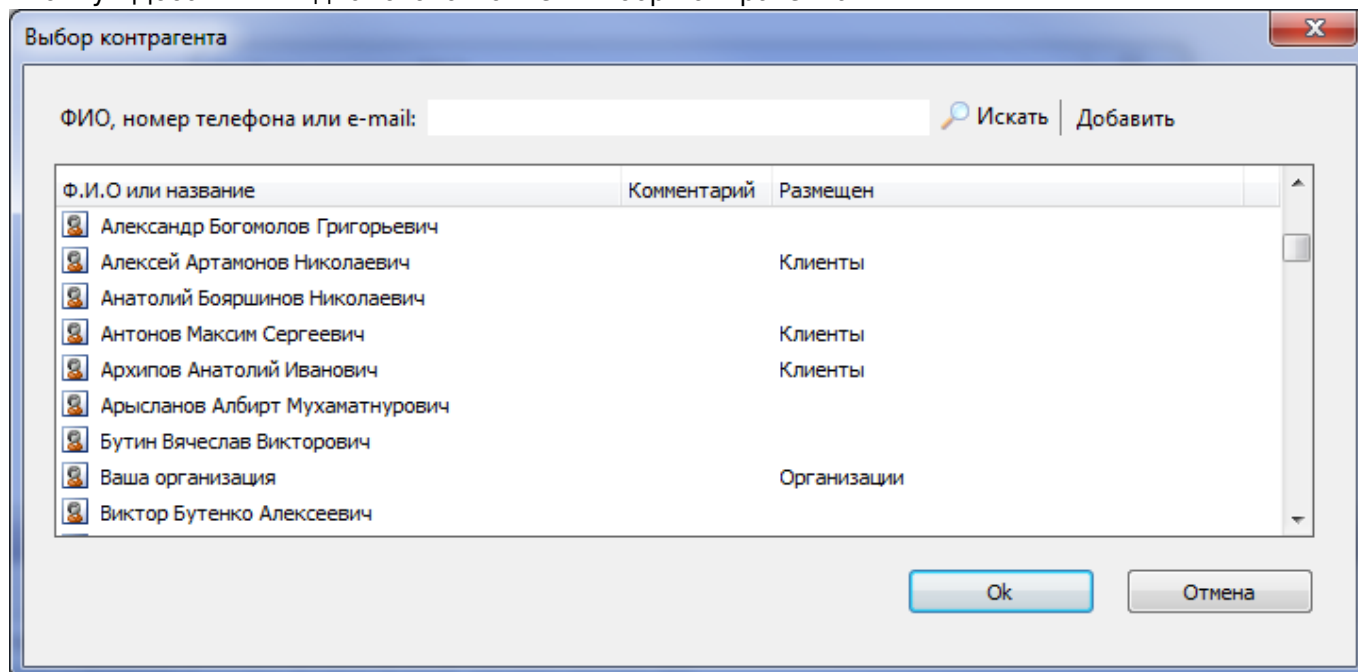 Выбор контрагента
ФИО, номер телефона или e-mail: Искать Добавить
Ф.И.О или название Комментарий Размещен
Александр Богомолов Григорьевич
Алексей Артамонов Николаевич Клиенты
Анатолий Бояршинов Николаевич
Антонов Максим Сергеевич Клиенты
Архипов Анатолий Иванович Клиенты
Арысланов Албирт Мухаматнурович
Бутин Вячеслав Викторович
Ваша организация Организации
Виктор Бутенко Алексеевич
Ok Отмена